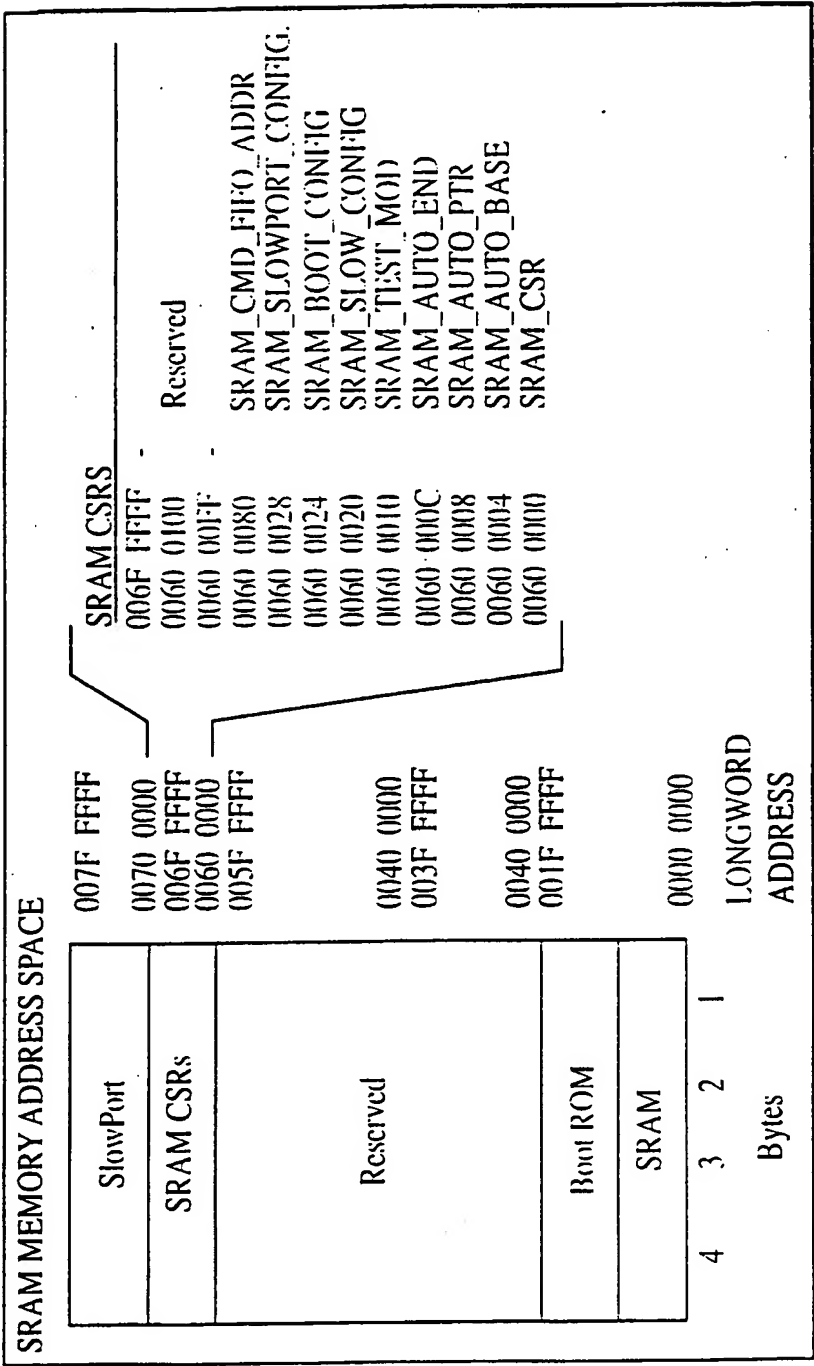 SRAM MEMORY ADDRESS SPACE
SlowPort
SRAM CSRs
Reserved
Boot ROM
SRAM
4 3 2 1
Bytes
007F FFFF
0070 0000
006F FFFF
0060 0000
005F FFFF
0040 0000
003F FFFF
0040 0000
001F FFFF
0000 0000
LONGWORD
ADDRESS
SRAM CSRS
006F FFFF -
0060 0100 Reserved
0060 00FF -
0060 0080 SRAM_CMD_FIFO_ADDR
0060 0028 SRAM_SLOWPORT_CONFIG.
0060 0024 SRAM_BOOT_CONFIG
0060 0020 SRAM_SLOW_CONFIG
0060 0010 SRAM_TEST_MOD
0060 000C SRAM_AUTO_END
0060 0008 SRAM_AUTO_PTR
0060 0004 SRAM_AUTO_BASE
0060 0000 SRAM_CSR